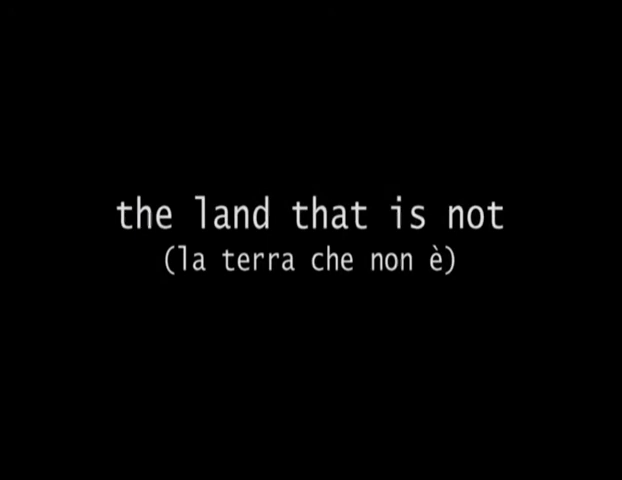 the land that is not
(la terra che non è)